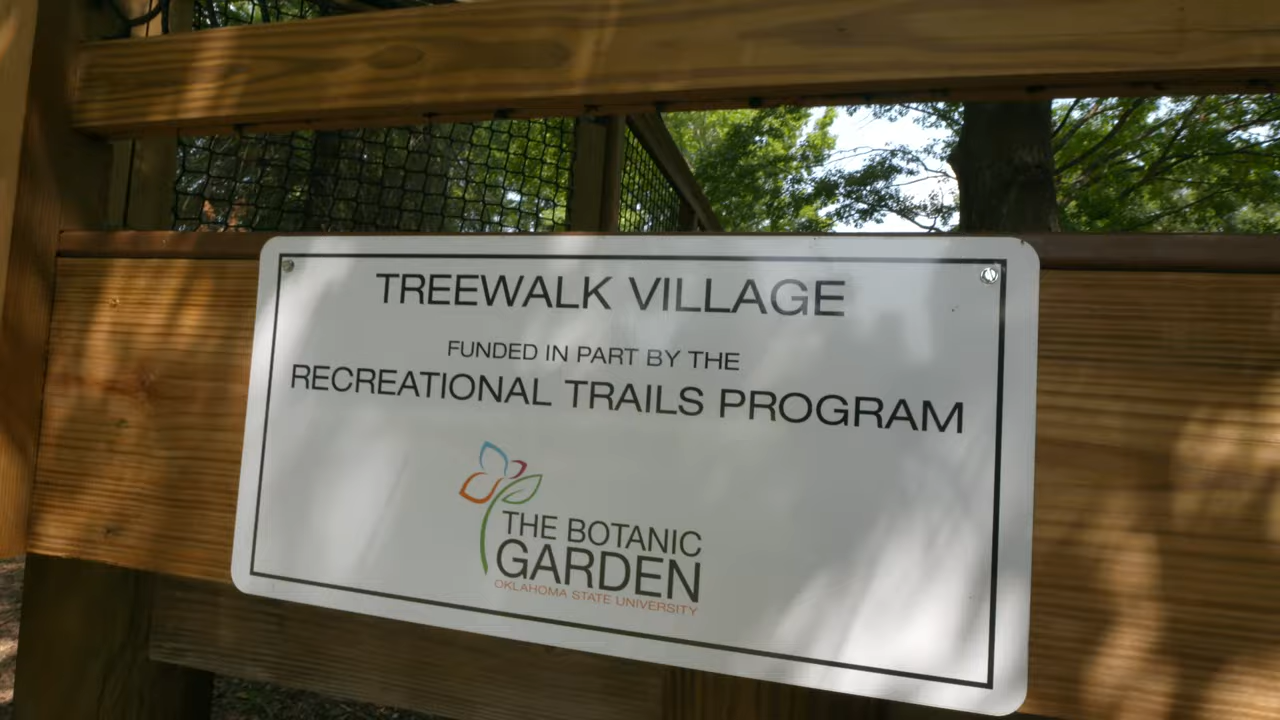 TREEWALK VILLAGE
FUNDED IN PART BY THE
RECREATIONAL TRAILS PROGRAM
THE BOTANIC
GARDEN
OKLAHOMA STATE UNIVERSITY